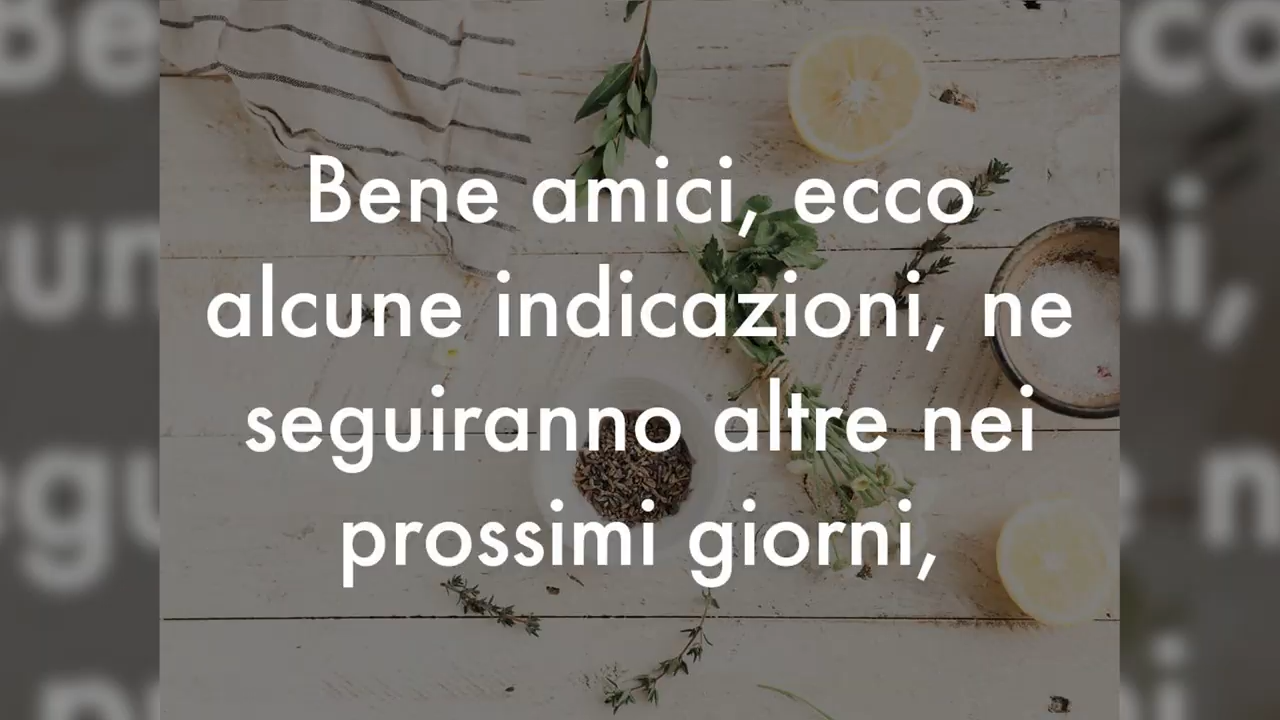 Bene amici, ecco
alcune indicazioni, ne
seguiranno altre nei
prossimi giorni,